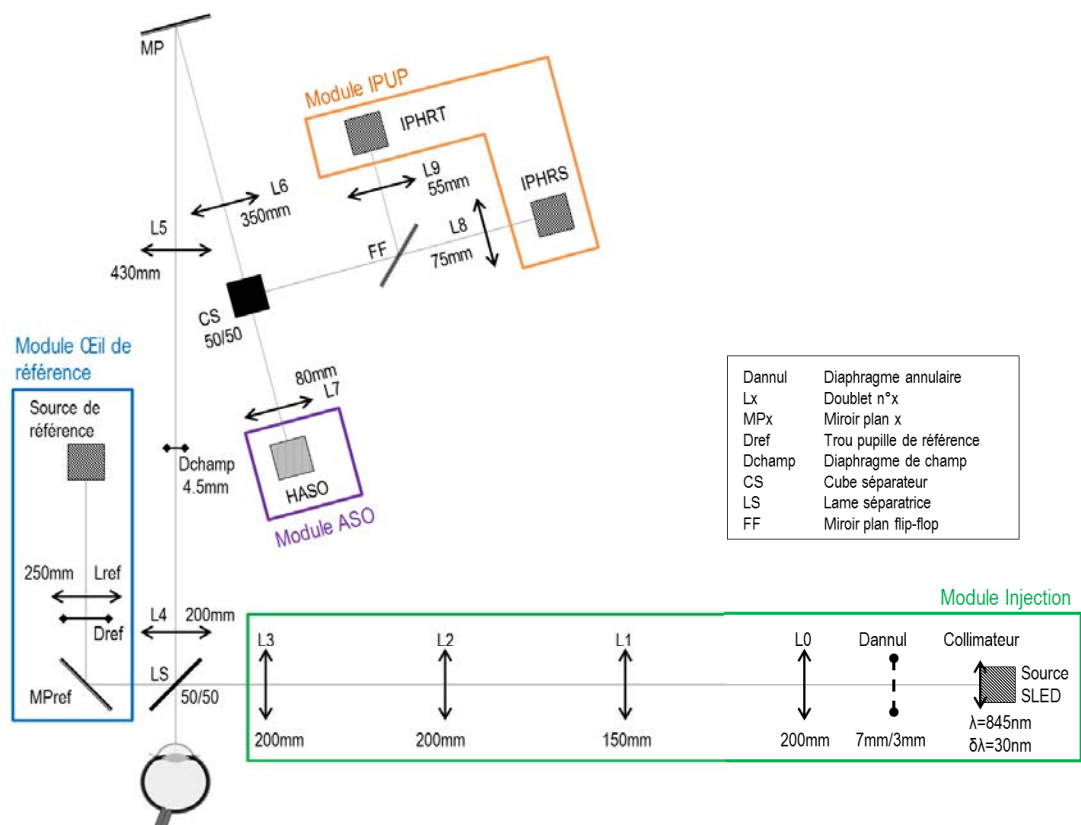 MP
Module IPUP
IPHRT
L9
55mm
IPHRS
L6
350mm
L5
430mm
FF
L8
75mm
CS
50/50
Module Œil de
référence
Source de
référence
80mm
L7
Dchamp
4.5mm
HASO
Module ASO
Dannul Diaphragme annulaire
Lx Doublet n°x
MPx Miroir plan x
Dref Trou pupille de référence
Dchamp Diaphragme de champ
CS Cube séparateur
LS Lame séparatrice
FF Miroir plan flip-flop
250mm Lref
Dref
MPref
L4 200mm
LS
50/50
Module Injection
L3
200mm
L2
200mm
L1
150mm
L0
200mm
Dannul
7mm/3mm
Collimateur
Source
SLED
λ=845nm
δλ=30nm